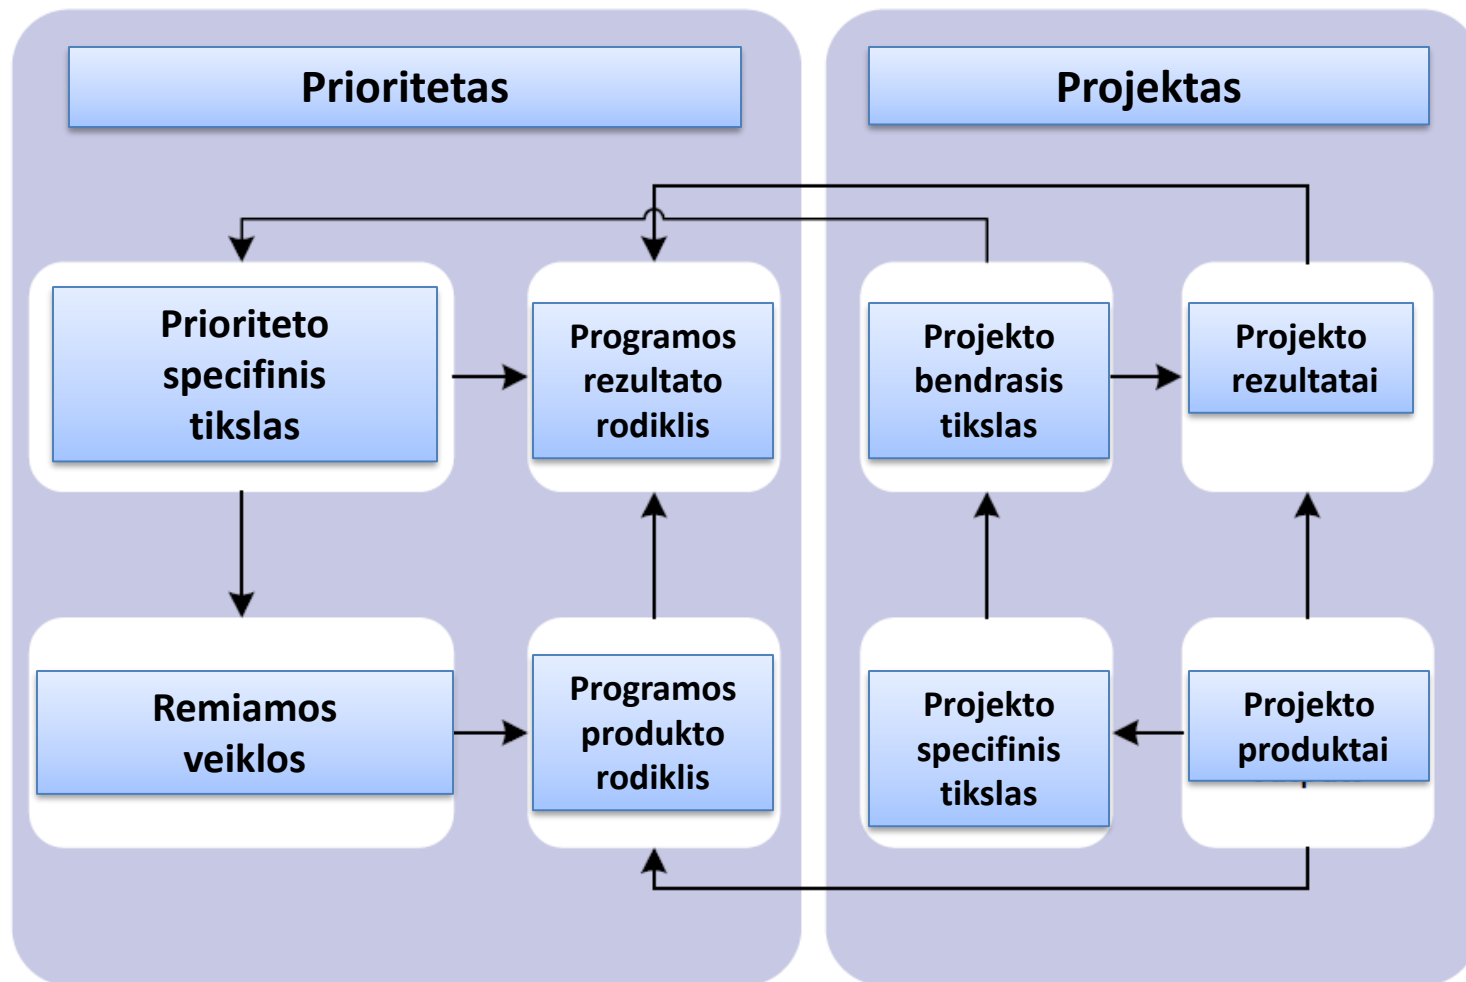 Prioritetas
Projektas
Prioriteto
specifinis
tikslas
Programos
rezultato
rodiklis
Projekto
bendrasis
tikslas
Projekto
rezultatai
Remiamos
veiklos
Programos
produkto
rodiklis
Projekto
specifinis
tikslas
Projekto
produktai